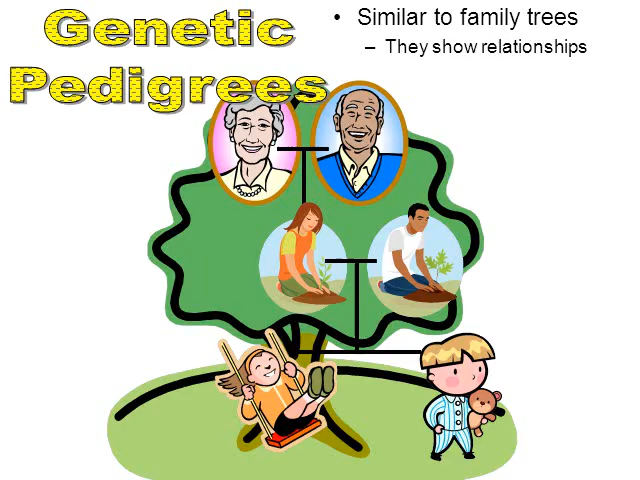 Genetic
Pedigrees
• Similar to family trees
– They show relationships